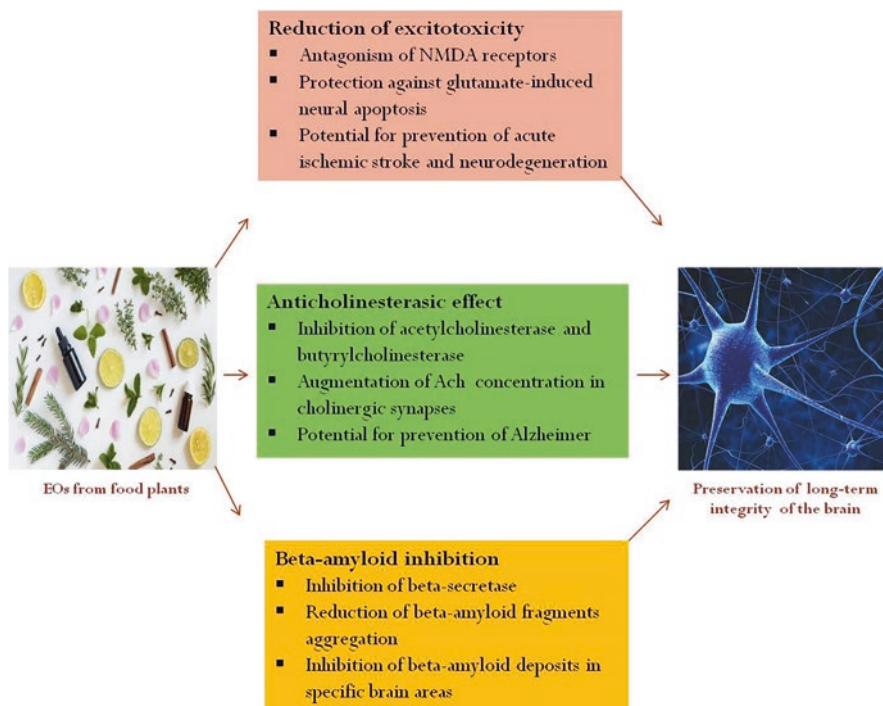 Reduction of excitotoxicity
▪ Antagonism of NMDA receptors
▪ Protection against glutamate-induced
neural apoptosis
▪ Potential for prevention of acute
ischemic stroke and neurodegeneration
EOs from food plants
Anticholinesterasic effect
▪ Inhibition of acetylcholinesterase and
butyrylcholinesterase
▪ Augmentation of Ach concentration in
cholinergic synapses
▪ Potential for prevention of Alzheimer
Preservation of long-term
integrity of the brain
Beta-amyloid inhibition
▪ Inhibition of beta-secretase
▪ Reduction of beta-amyloid fragments
aggregation
▪ Inhibition of beta-amyloid deposits in
specific brain areas